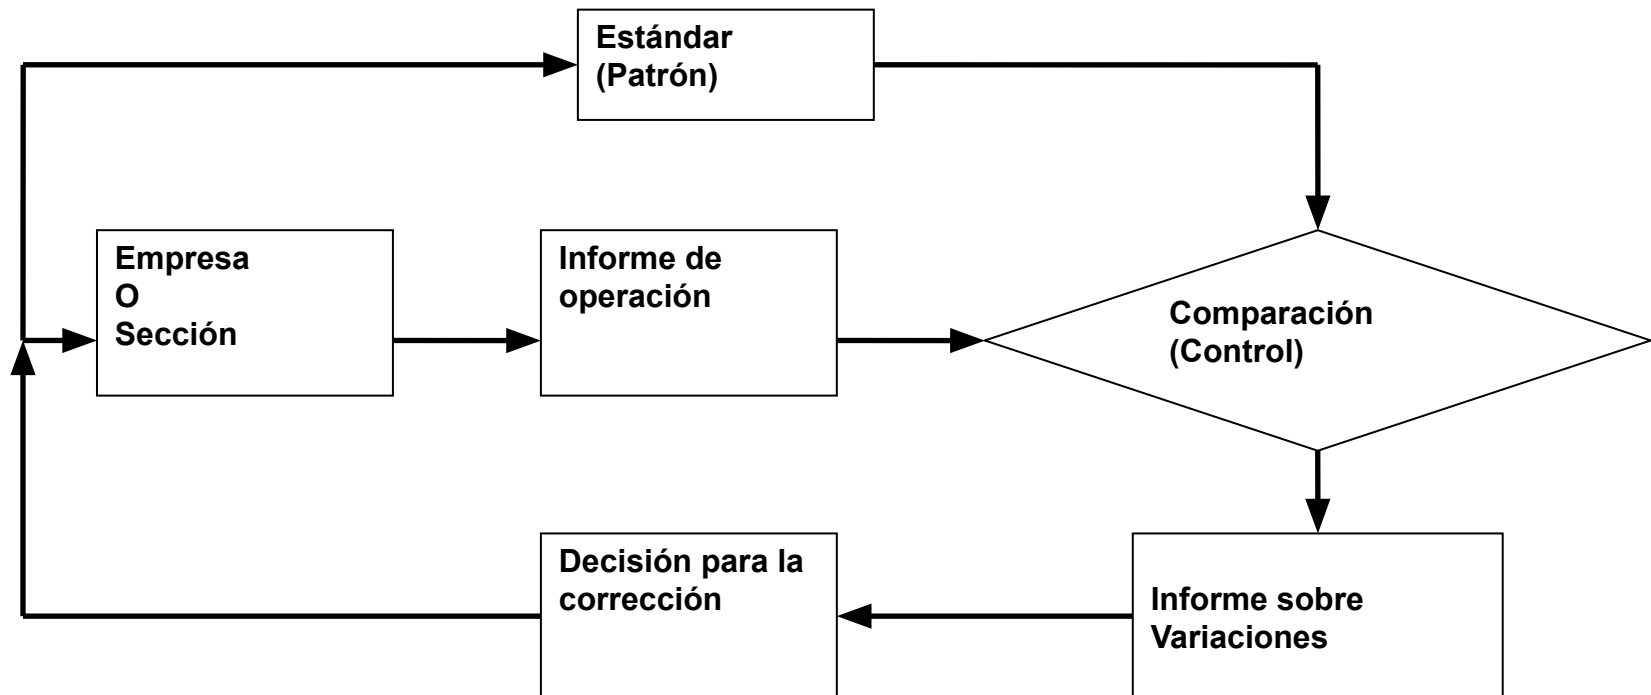 Estándar
(Patrón)
Empresa
O
Sección
Informe de
operación
Comparación
(Control)
Decisión para la
corrección
Informe sobre
Variaciones